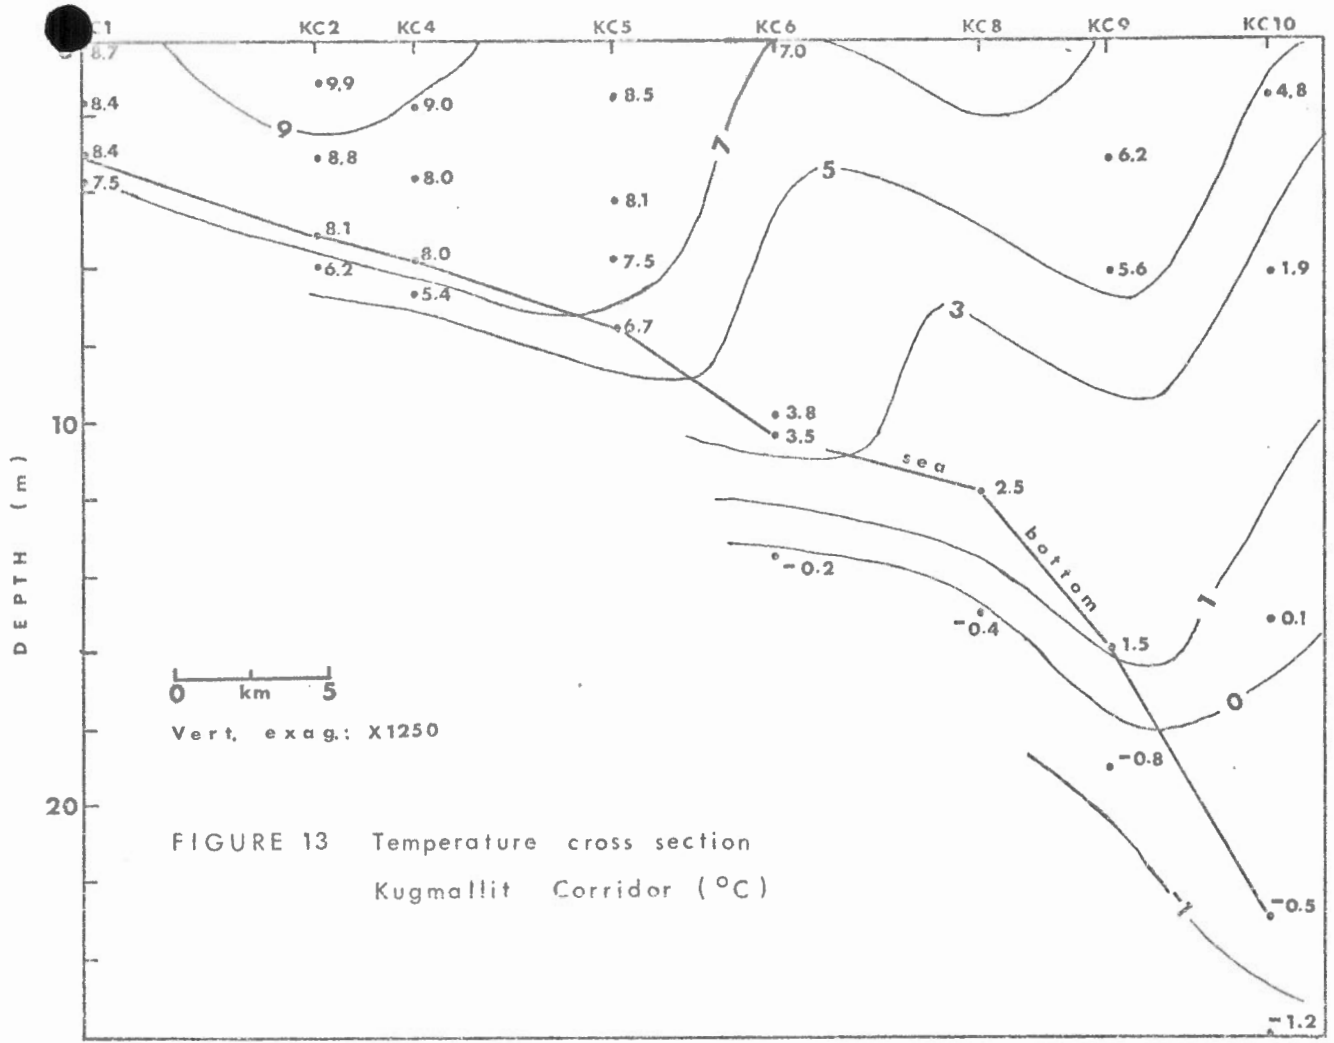 C1 KC2 KC4 KC5 KC6 KC8 KC9 KC10
8.7 7.0
9.9 9.0 8.5 4.8
8.4
9
8.4 8.8 8.0 7 6.2
7.5 8.1 5
8.1 8.0 7.5
6.2 5.4 5.6 1.9
6.7 3
10 3.8
3.5
sea
2.5
bottom
-0.2
-0.4 1 0.1
1.5
DEPTH (m)
0 km 5
0
Vert. exag.: X1250
-0.8
20
FIGURE 13 Temperature cross section
Kugmallit Corridor (°C)
-1
-0.5
-1.2